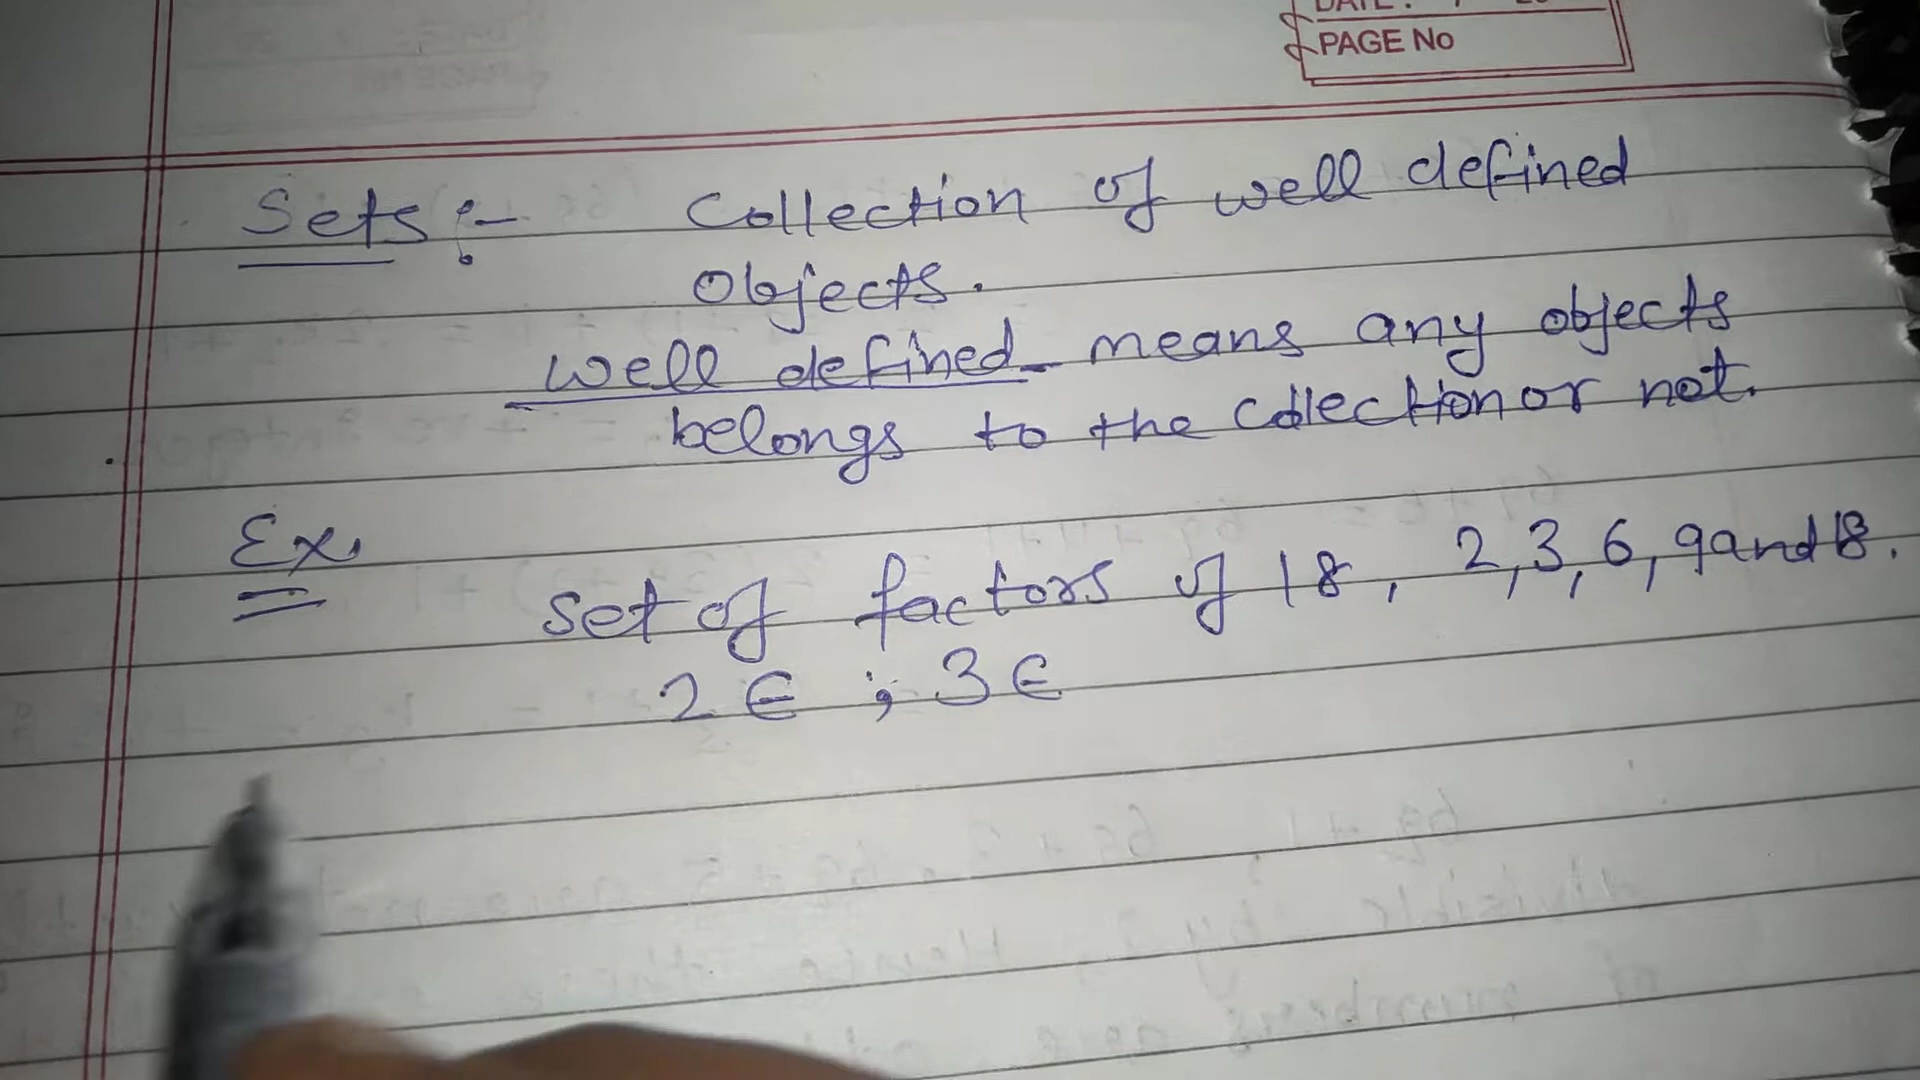 PAGE No
Sets :- Collection of well defined
objects.
well defined - means any objects
belongs to the collection or not.
Ex.
set of factors of 18, 2,3,6,9 and 18.
2 ∈ ; 3 ∈